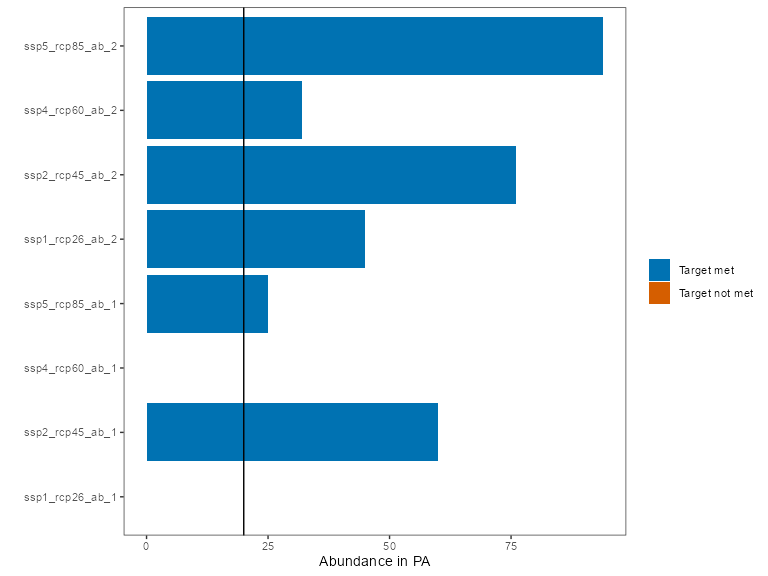 ssp5_rcp85_ab_2
ssp4_rcp60_ab_2
ssp2_rcp45_ab_2
ssp1_rcp26_ab_2
ssp5_rcp85_ab_1
ssp4_rcp60_ab_1
ssp2_rcp45_ab_1
ssp1_rcp26_ab_1
0 25 50 75
Abundance in PA
Target met
Target not met